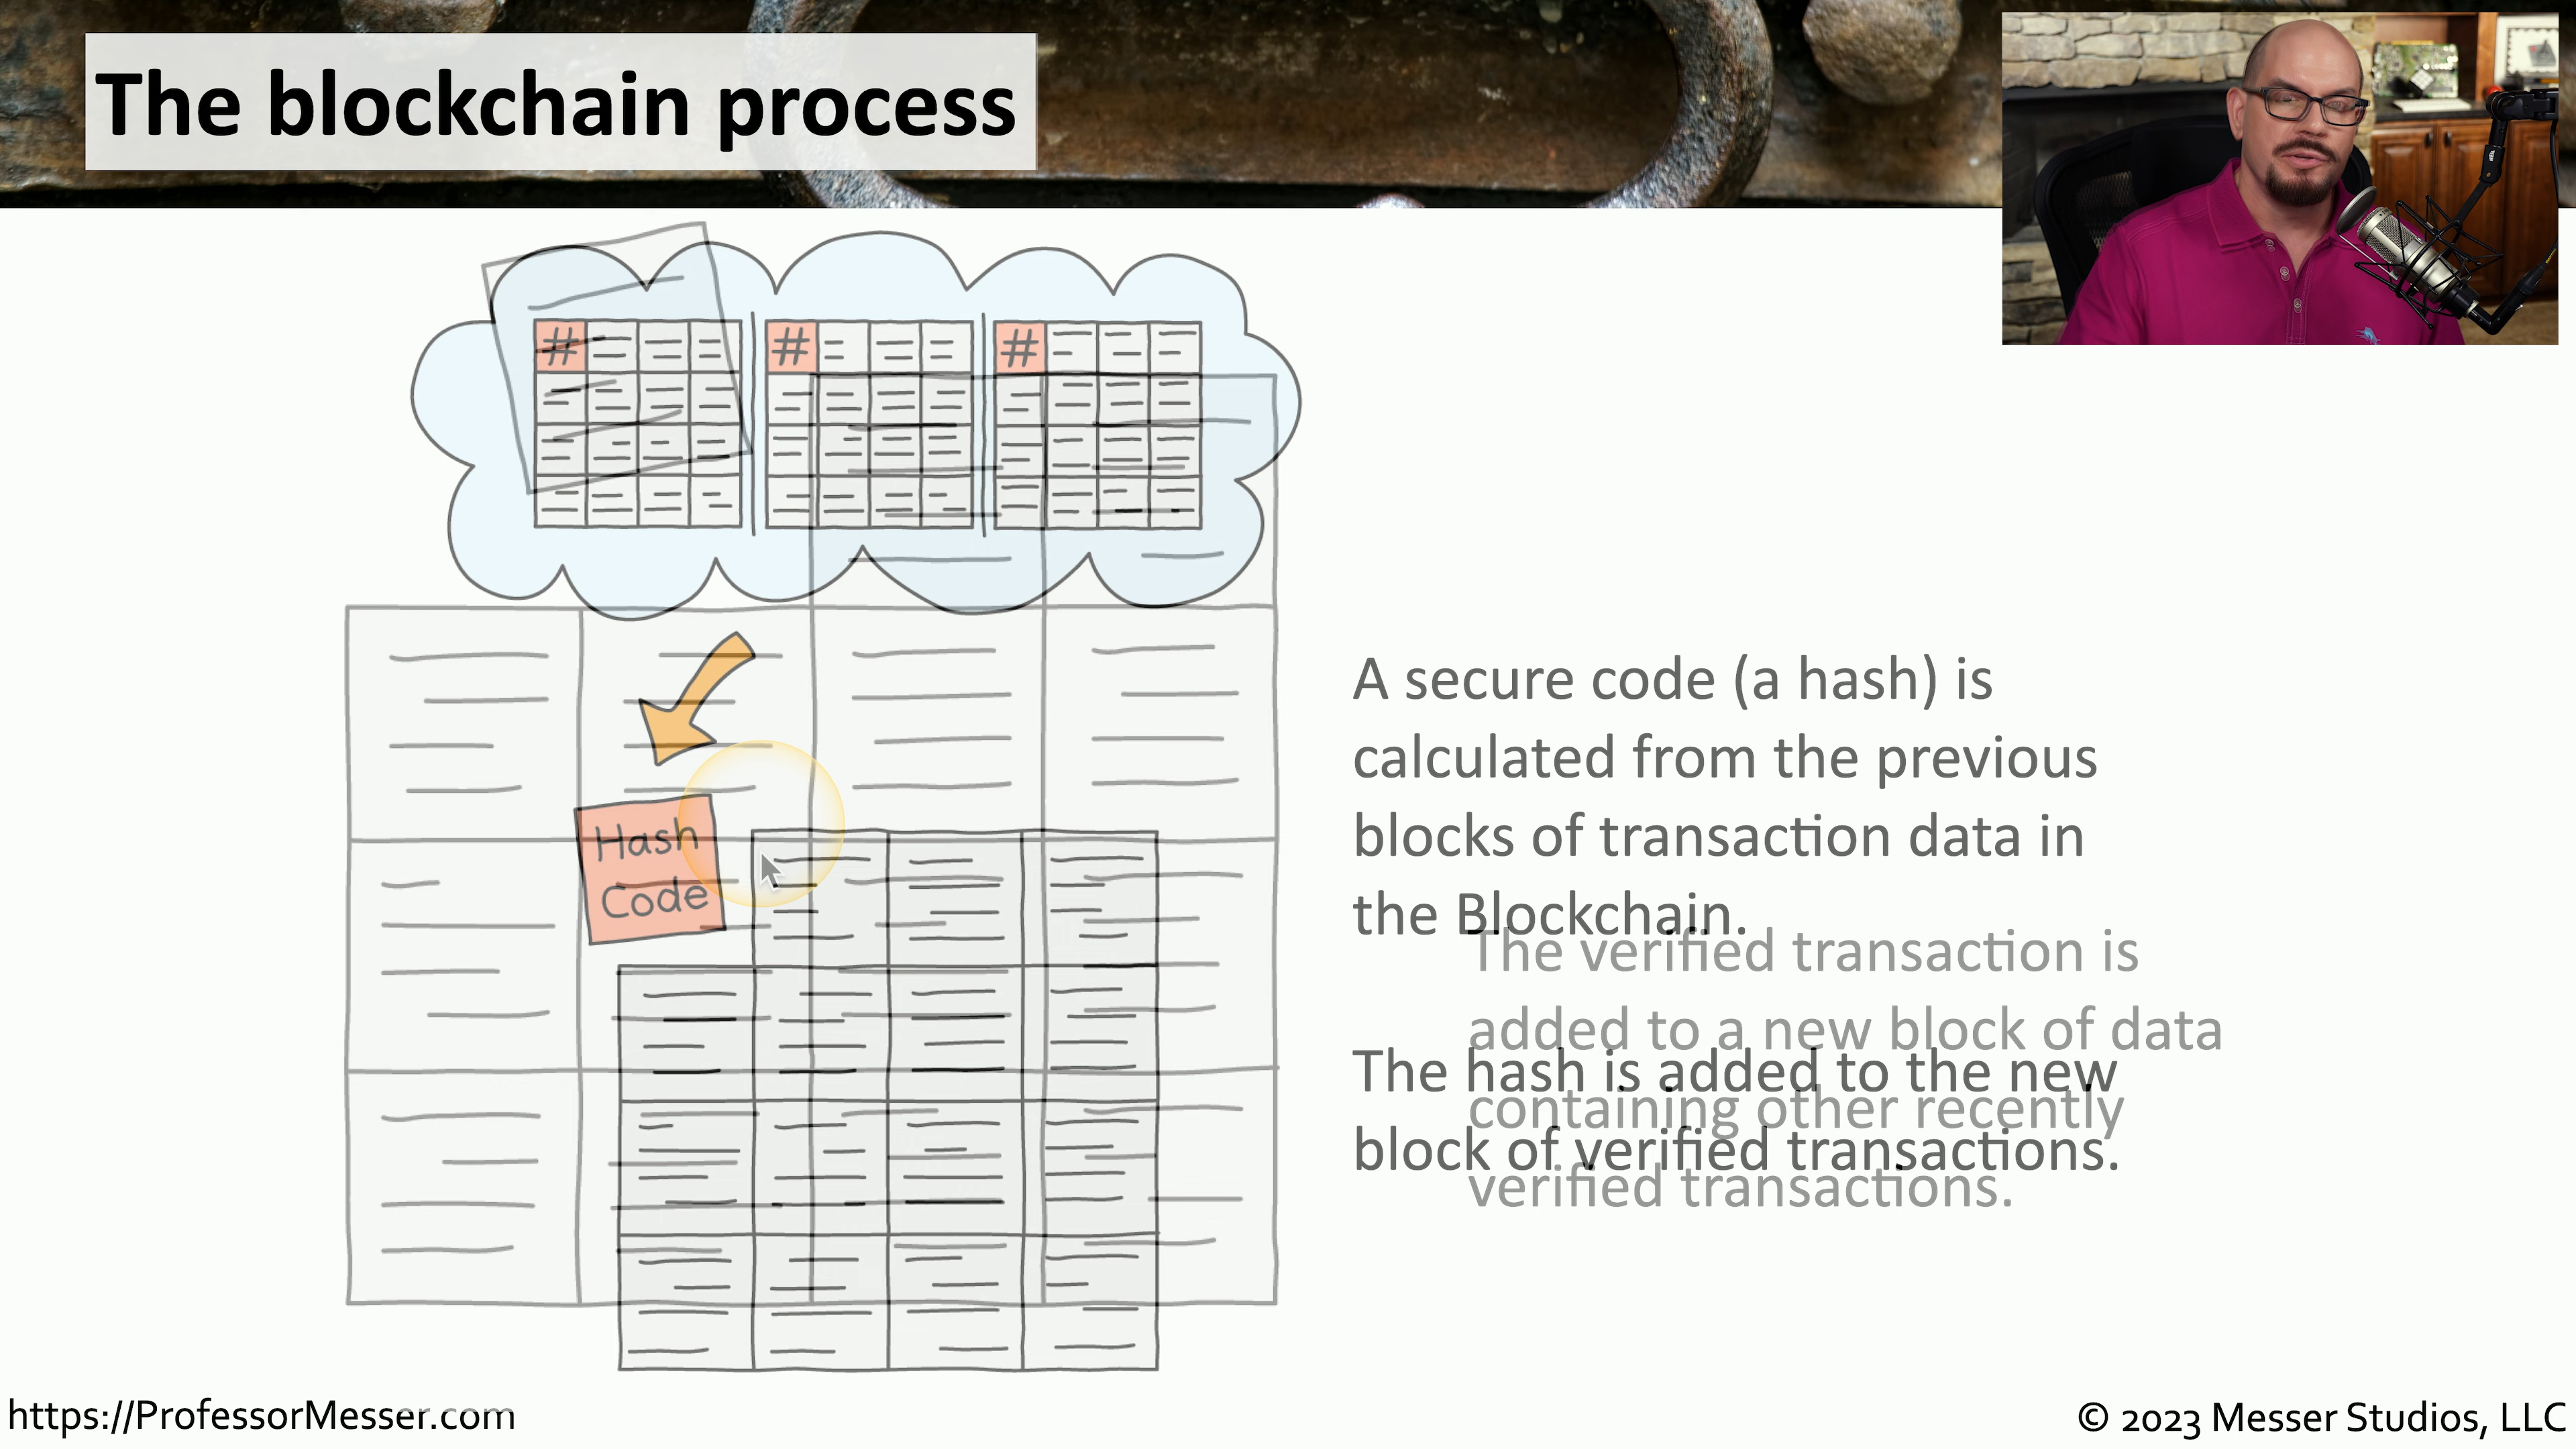 The blockchain process
# # #
Hash
Code
A secure code (a hash) is
calculated from the previous
blocks of transaction data in
the Blockchain.
The hash is added to the new
block of verified transactions.
The verified transaction is
added to a new block of data
containing other recently
verified transactions.
https://ProfessorMesser.com
© 2023 Messer Studios, LLC